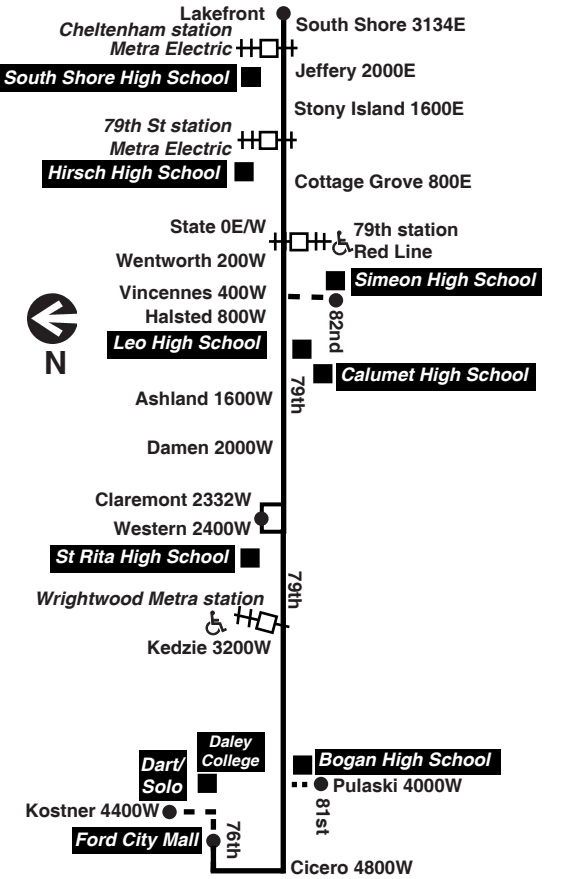 Lakefront
South Shore 3134E
Cheltenham station
Metra Electric
Jeffery 2000E
South Shore High School
Stony Island 1600E
79th St station
Metra Electric
Hirsch High School
Cottage Grove 800E
State 0E/W
79th station
Red Line
Wentworth 200W
Simeon High School
Vincennes 400W
82nd
Halsted 800W
N
Leo High School
Calumet High School
79th
Ashland 1600W
Damen 2000W
Claremont 2332W
Western 2400W
St Rita High School
79th
Wrightwood Metra station
Kedzie 3200W
Daley
College
Bogan High School
Dart/
Solo
Pulaski 4000W
81st
Kostner 4400W
Ford City Mall
76th
Cicero 4800W